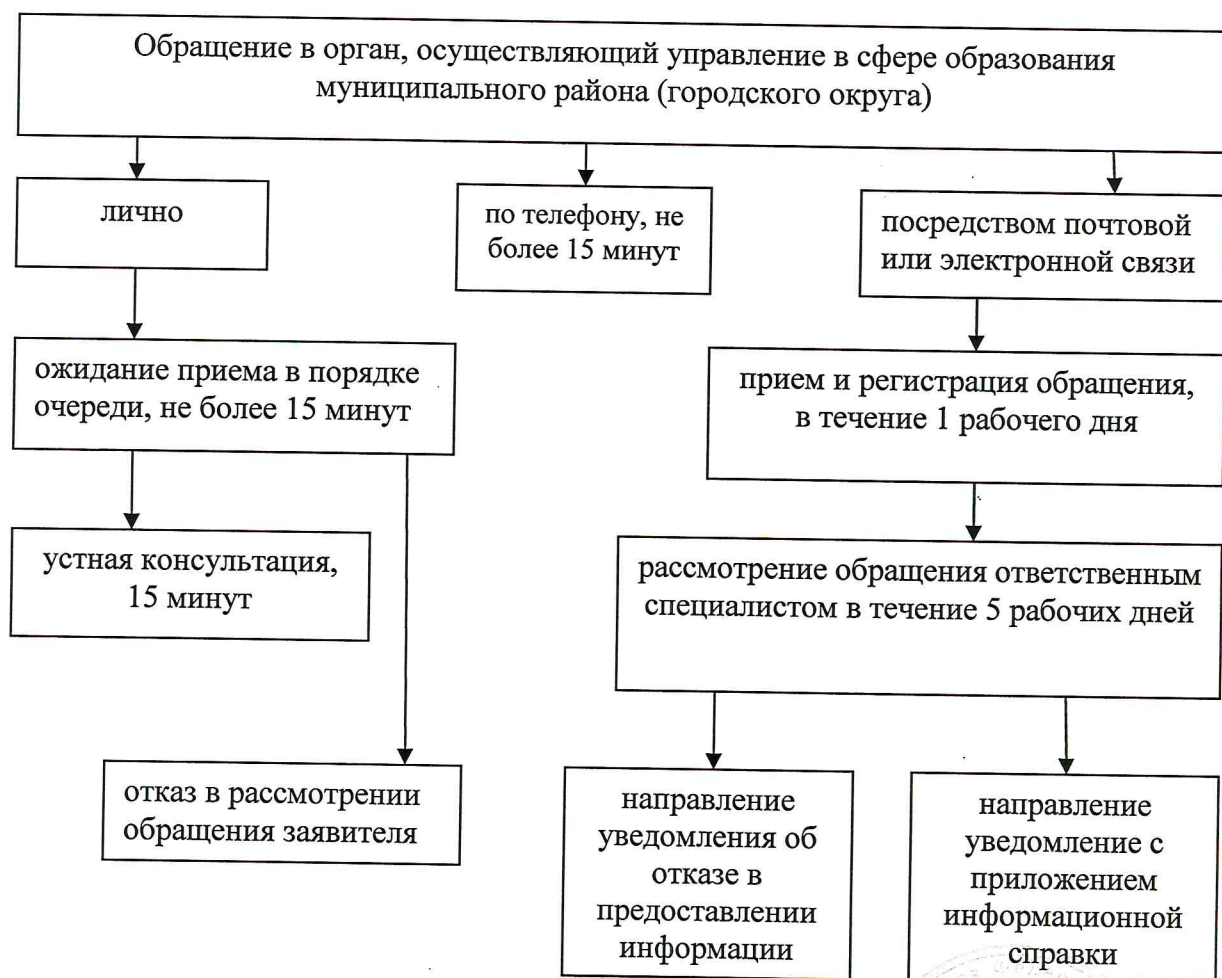 Обращение в орган, осуществляющий управление в сфере образования
муниципального района (городского округа)
лично
по телефону, не
более 15 минут
посредством почтовой
или электронной связи
ожидание приема в порядке
очереди, не более 15 минут
прием и регистрация обращения,
в течение 1 рабочего дня
устная консультация,
15 минут
рассмотрение обращения ответственным
специалистом в течение 5 рабочих дней
отказ в рассмотрении
обращения заявителя
направление
уведомления об
отказе в
предоставлении
информации
направление
уведомление с
приложением
информационной
справки